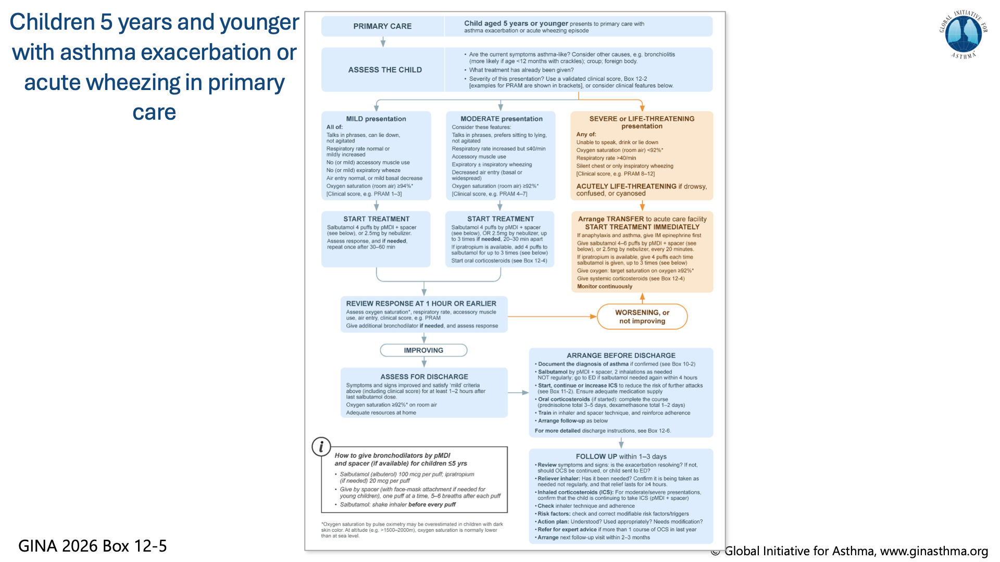 Children 5 years and younger
with asthma exacerbation or
acute wheezing in primary
care
PRIMARY CARE
Child aged 5 years or younger presents to primary care with
asthma exacerbation or acute wheezing episode
ASSESS THE CHILD
• Are the current symptoms asthma-like? Consider other causes, e.g. bronchiolitis
(more likely if age <12 months with crackles); croup; foreign body.
• What treatment has already been given?
• Severity of this presentation? Use a validated clinical score, Box 12-2
[examples for PRAM are shown in brackets], or consider clinical features below.
MILD presentation
All of:
Talks in phrases, can lie down,
not agitated
Respiratory rate normal or
mildly increased
No (or mild) accessory muscle use
No (or mild) expiratory wheeze
Air entry normal, or mild basal decrease
Oxygen saturation (room air) ≥94%*
[Clinical score, e.g. PRAM 1–3]
MODERATE presentation
Consider these features:
Talks in phrases, prefers sitting to lying,
not agitated
Respiratory rate increased but ≤40/min
Accessory muscle use
Expiratory ± inspiratory wheezing
Decreased air entry (basal or
widespread)
Oxygen saturation (room air) ≥92%*
[Clinical score, e.g. PRAM 4–7]
SEVERE or LIFE-THREATENING
presentation
Any of:
Unable to speak, drink or lie down
Oxygen saturation (room air) <92%*
Respiratory rate >40/min
Silent chest or only inspiratory wheezing
[Clinical score, e.g. PRAM 8–12]
ACUTELY LIFE-THREATENING if drowsy,
confused, or cyanosed
START TREATMENT
Salbutamol 4 puffs by pMDI + spacer
(see below), or 2.5mg by nebulizer.
Assess response, and if needed,
repeat once after 30–60 min
START TREATMENT
Salbutamol 4 puffs by pMDI + spacer
(see below), OR 2.5mg by nebulizer, up
to 3 times if needed, 20–30 min apart
If ipratropium is available, add 4 puffs to
salbutamol for up to 3 times (see below)
Start oral corticosteroids (see Box 12-4)
Arrange TRANSFER to acute care facility
START TREATMENT IMMEDIATELY
If anaphylaxis and asthma, give IM epinephrine first
Give salbutamol 4–6 puffs by pMDI + spacer (see
below), or 2.5mg by nebulizer, every 20 minutes.
If ipratropium is available, give 4 puffs each time
salbutamol is given, up to 3 times (see below)
Give oxygen: target saturation on oxygen ≥92%*
Give systemic corticosteroids (see Box 12-4)
Monitor continuously
REVIEW RESPONSE AT 1 HOUR OR EARLIER
Assess oxygen saturation*, respiratory rate, accessory muscle
use, air entry, clinical score, e.g. PRAM
Give additional bronchodilator if needed, and assess response
WORSENING, or
not improving
IMPROVING
ASSESS FOR DISCHARGE
Symptoms and signs improved and satisfy 'mild' criteria
above (including clinical score) for at least 1–2 hours after
last salbutamol dose.
Oxygen saturation ≥92%* on room air
Adequate resources at home
ARRANGE BEFORE DISCHARGE
• Document the diagnosis of asthma if confirmed (see Box 10-2)
• Salbutamol by pMDI + spacer, 2 inhalations as needed
NOT regularly; go to ED if salbutamol needed again within 4 hours
• Start, continue or increase ICS to reduce the risk of further attacks
(see Box 11-2). Ensure adequate medication supply
• Oral corticosteroids (if started): complete the course
(prednisolone total 3–5 days, dexamethasone total 1–2 days)
• Train in inhaler and spacer technique, and reinforce adherence
• Arrange follow-up as below
For more detailed discharge instructions, see Box 12-6.
i
How to give bronchodilators by pMDI
and spacer (if available) for children ≤5 yrs
• Salbutamol (albuterol) 100 mcg per puff; ipratropium
(if needed) 20 mcg per puff
• Give by spacer (with face-mask attachment if needed for
young children), one puff at a time, 5–6 breaths after each puff
• Salbutamol: shake inhaler before every puff
*Oxygen saturation by pulse oximetry may be overestimated in children with dark
skin color. At altitude (e.g. >1500–2000m), oxygen saturation is normally lower
than at sea level.
FOLLOW UP within 1–3 days
• Review symptoms and signs: is the exacerbation resolving? If not,
should OCS be continued, or child sent to ED?
• Reliever inhaler: Has it been needed? Confirm it is being taken as
needed not regularly, and that relief lasts for ≥4 hours.
• Inhaled corticosteroids (ICS): For moderate/severe presentations,
confirm that the child is continuing to take ICS (pMDI + spacer)
• Check inhaler technique and adherence
• Risk factors: check and correct modifiable risk factors/triggers
• Action plan: Understood? Used appropriately? Needs modification?
• Refer for expert advice if more than 1 course of OCS in last year
• Arrange next follow-up visit within 2–3 months
GLOBAL INITIATIVE FOR ASTHMA
GINA 2026 Box 12-5
© Global Initiative for Asthma, www.ginasthma.org